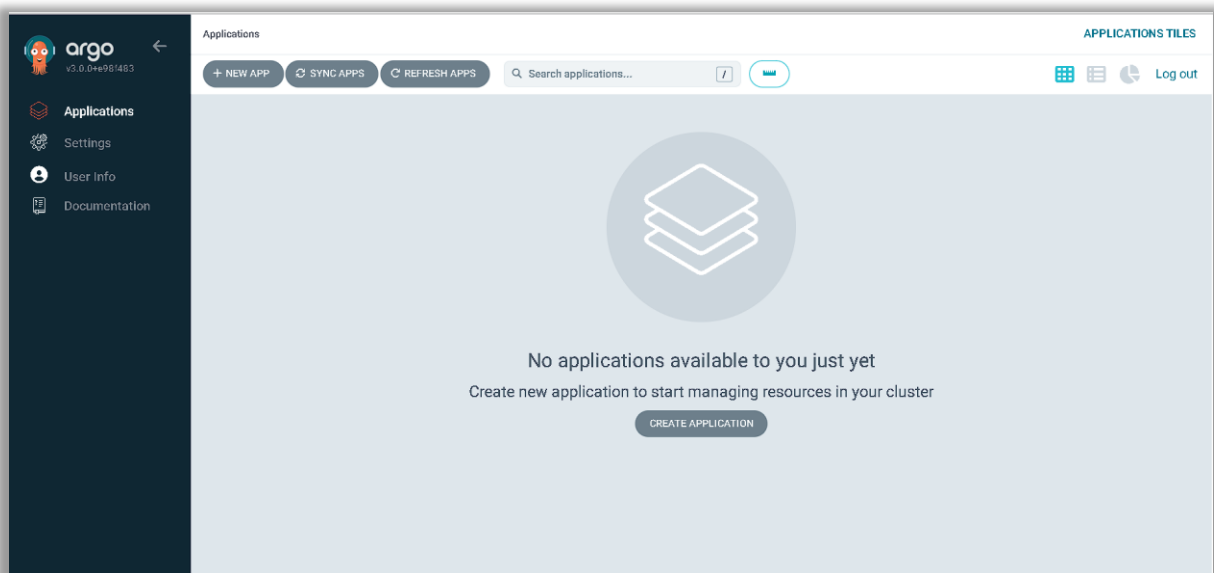 argo
v3.0.0+e98f483
Applications
Settings
User Info
Documentation
Applications
APPLICATIONS TILES
+ NEW APP
SYNC APPS
REFRESH APPS
Search applications...
/
Log out
No applications available to you just yet
Create new application to start managing resources in your cluster
CREATE APPLICATION